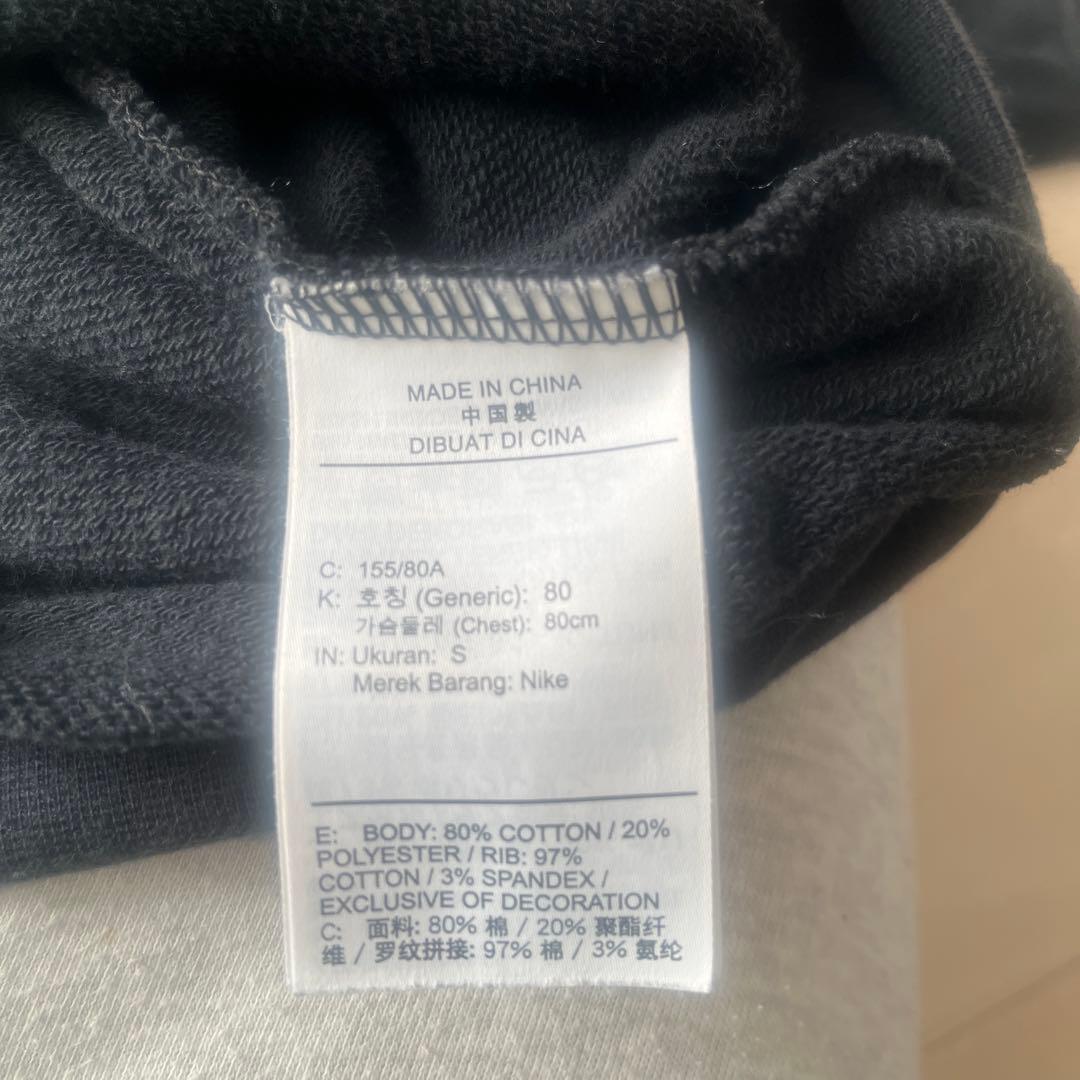 MADE IN CHINA
中国製
DIBUAT DI CINA
C: 155/80A
K: 호칭 (Generic): 80
가슴둘레 (Chest): 80cm
IN: Ukuran: S
Merek Barang: Nike
E: BODY: 80% COTTON / 20%
POLYESTER / RIB: 97%
COTTON / 3% SPANDEX /
EXCLUSIVE OF DECORATION
C: 面料: 80% 棉 / 20% 聚酯纤
维 / 罗纹拼接: 97% 棉 / 3% 氨纶